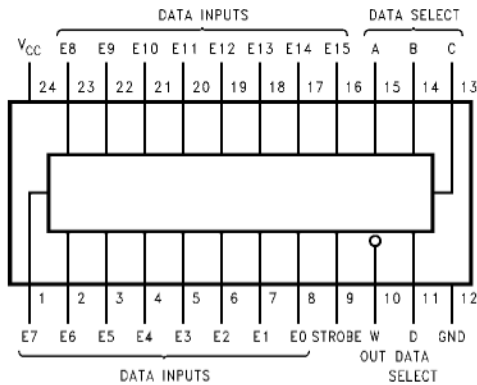 DATA INPUTS DATA SELECT
VCC E8 E9 E10 E11 E12 E13 E14 E15 A B C
24 23 22 21 20 19 18 17 16 15 14 13
1 2 3 4 5 6 7 8 9 10 11 12
E7 E6 E5 E4 E3 E2 E1 E0 STROBE W D GND
OUT DATA
DATA INPUTS SELECT